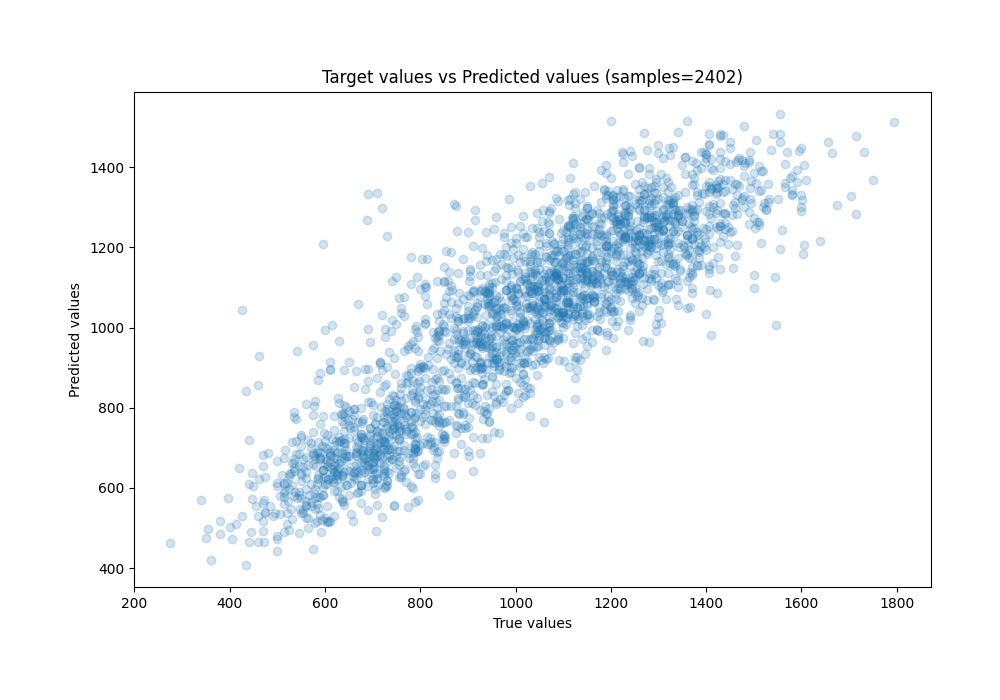 Target values vs Predicted values (samples=2402)
Predicted values
1400
1200
1000
800
600
400
200 400 600 800 1000 1200 1400 1600 1800
True values